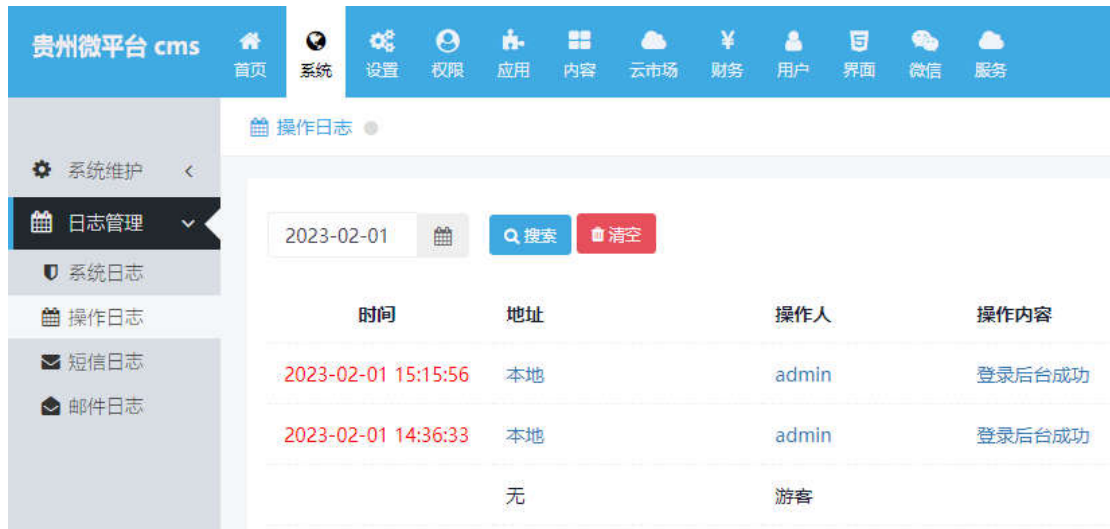 贵州微平台 cms
首页 系统 设置 权限 应用 内容 云市场 财务 用户 界面 微信 服务
操作日志
系统维护
日志管理
系统日志
操作日志
短信日志
邮件日志
2023-02-01 搜索 清空
时间 地址 操作人 操作内容
2023-02-01 15:15:56 本地 admin 登录后台成功
2023-02-01 14:36:33 本地 admin 登录后台成功
无 游客